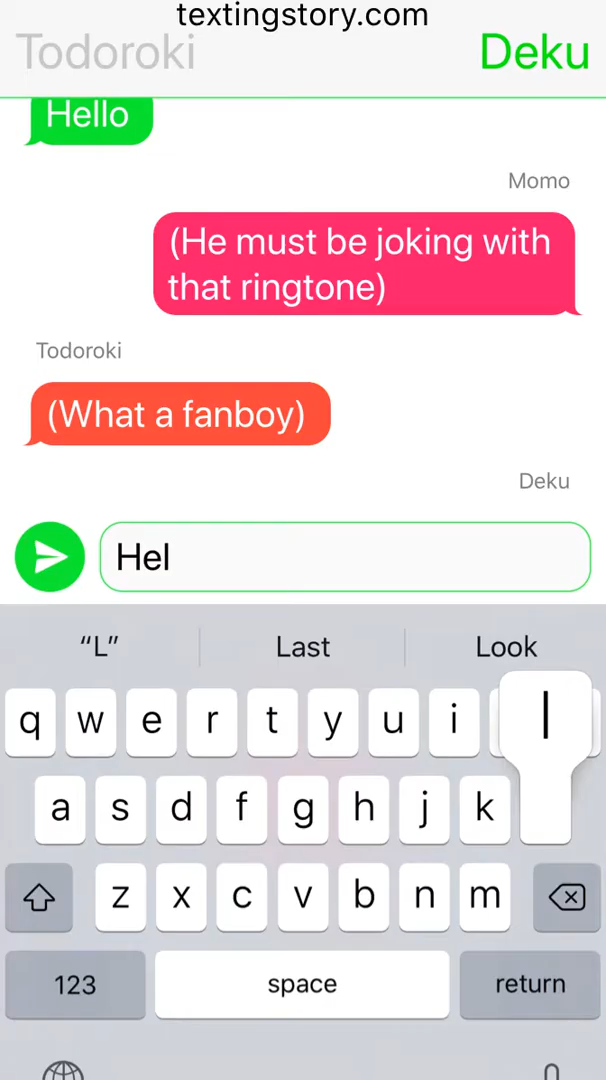 textingstory.com
Todoroki
Deku
Hello
Momo
(He must be joking with
that ringtone)
Todoroki
(What a fanboy)
Deku
Hel
“L”
Last
Look
q w e r t y u i l
a s d f g h j k
z x c v b n m
123
space
return